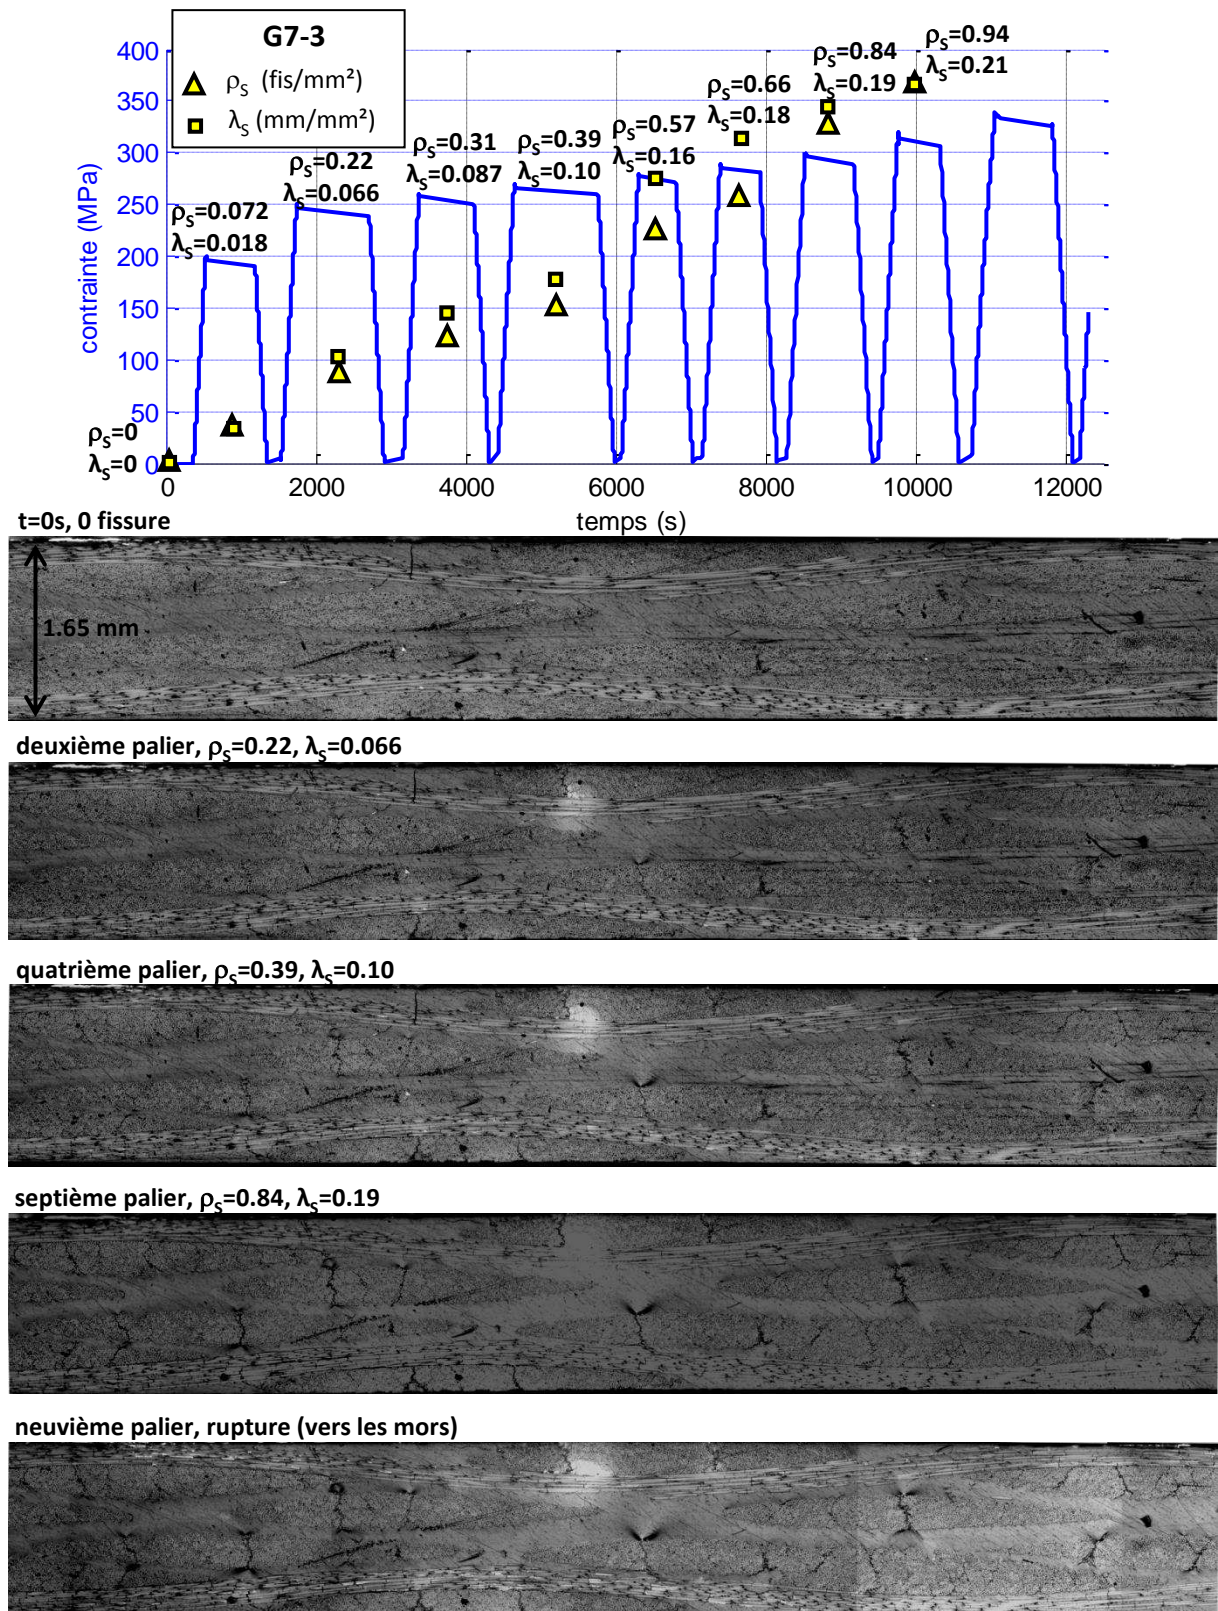 G7-3
ρs (fis/mm²)
λs (mm/mm²)
400
350
300
250
200
150
100
50
0
contrainte (MPa)
ρs=0
λs=0
ρs=0.072
λs=0.018
ρs=0.22
λs=0.066
ρs=0.31
λs=0.087
ρs=0.39
λs=0.10
ρs=0.57
λs=0.16
ρs=0.66
λs=0.18
ρs=0.84
λs=0.19
ρs=0.94
λs=0.21
0 2000 4000 6000 8000 10000 12000
temps (s)
t=0s, 0 fissure
1.65 mm
deuxième palier, ρs=0.22, λs=0.066
quatrième palier, ρs=0.39, λs=0.10
septième palier, ρs=0.84, λs=0.19
neuvième palier, rupture (vers les mors)